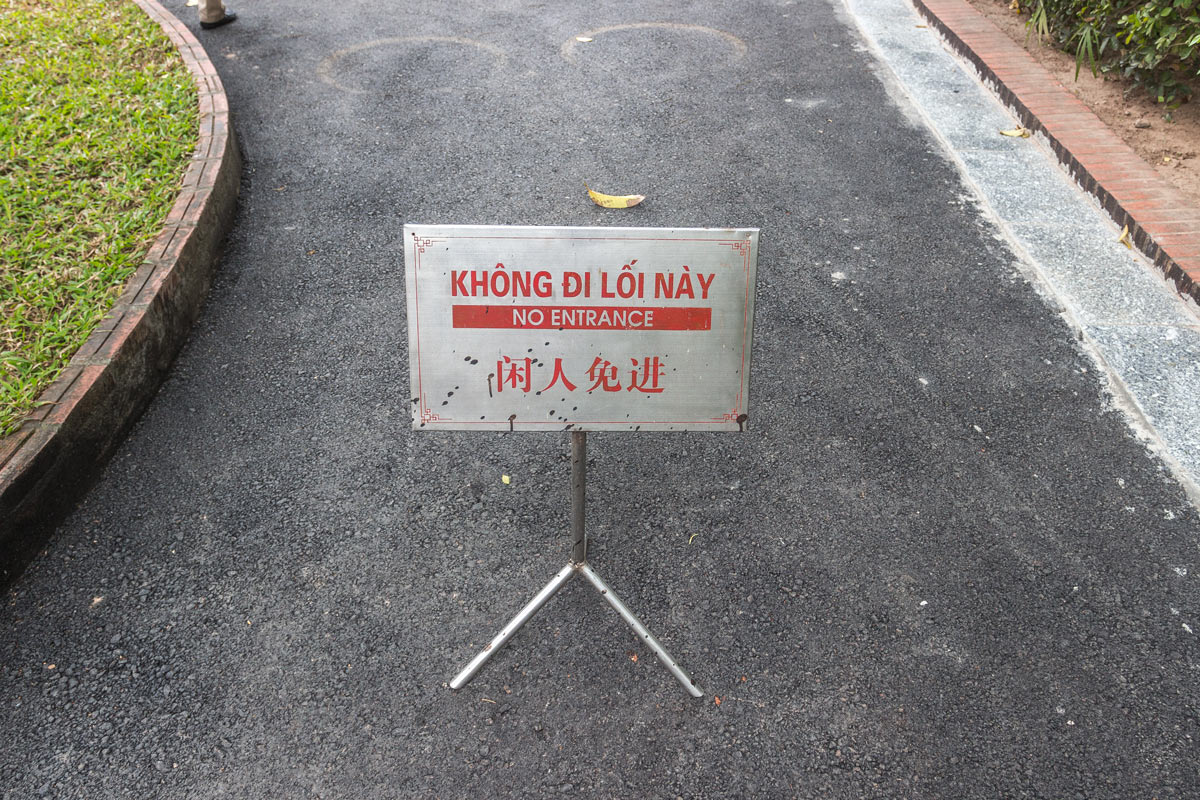 KHÔNG ĐI LỐI NÀY
NO ENTRANCE
闲人免进